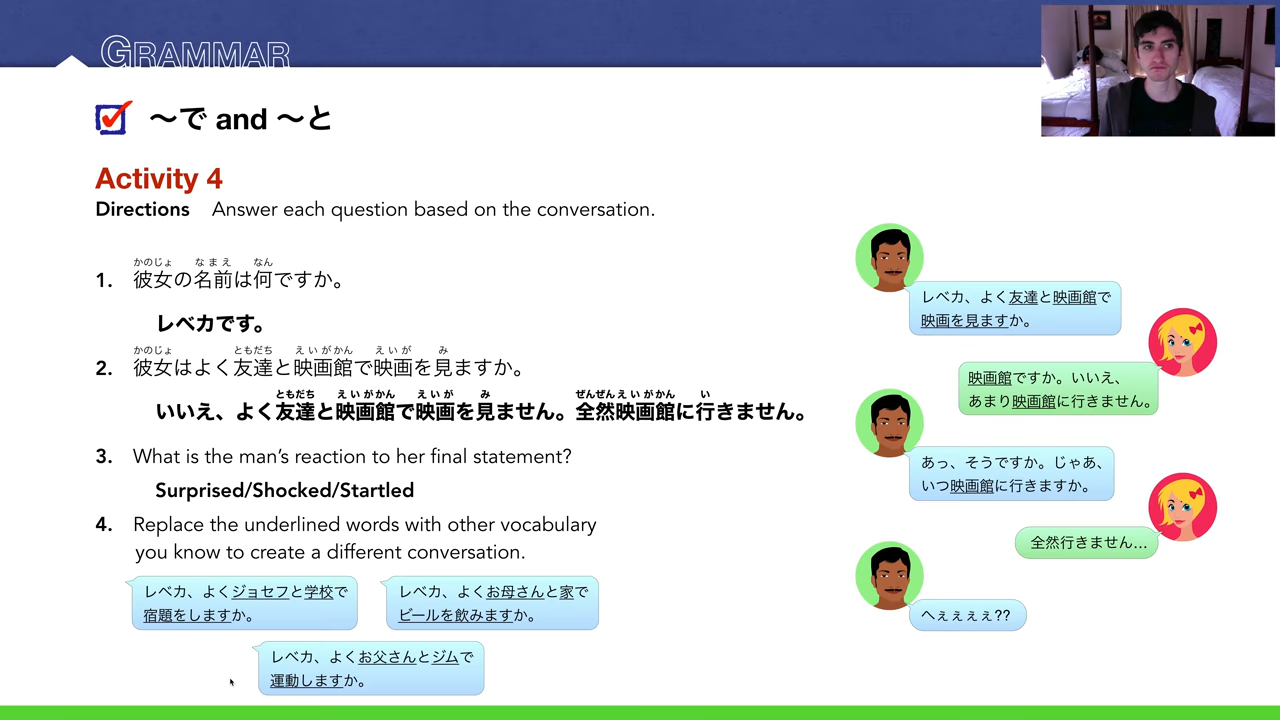 GRAMMAR
～で and ～と
Activity 4
Directions Answer each question based on the conversation.
かのじょ なまえ なん
1. 彼女の名前は何ですか。
レベカです。
かのじょ ともだち えいがかん えいが み
2. 彼女はよく友達と映画館で映画を見ますか。
ともだち えいがかん えいが み ぜんぜんえいがかん い
いいえ、よく友達と映画館で映画を見ません。全然映画館に行きません。
3. What is the man's reaction to her final statement?
Surprised/Shocked/Startled
4. Replace the underlined words with other vocabulary
you know to create a different conversation.
レベカ、よくジョセフと学校で
宿題をしますか。
レベカ、よくお母さんと家で
ビールを飲みますか。
レベカ、よくお父さんとジムで
運動しますか。
レベカ、よく友達と映画館で
映画を見ますか。
映画館ですか。いいえ、
あまり映画館に行きません。
あっ、そうですか。じゃあ、
いつ映画館に行きますか。
全然行きません…
へぇぇぇぇ??